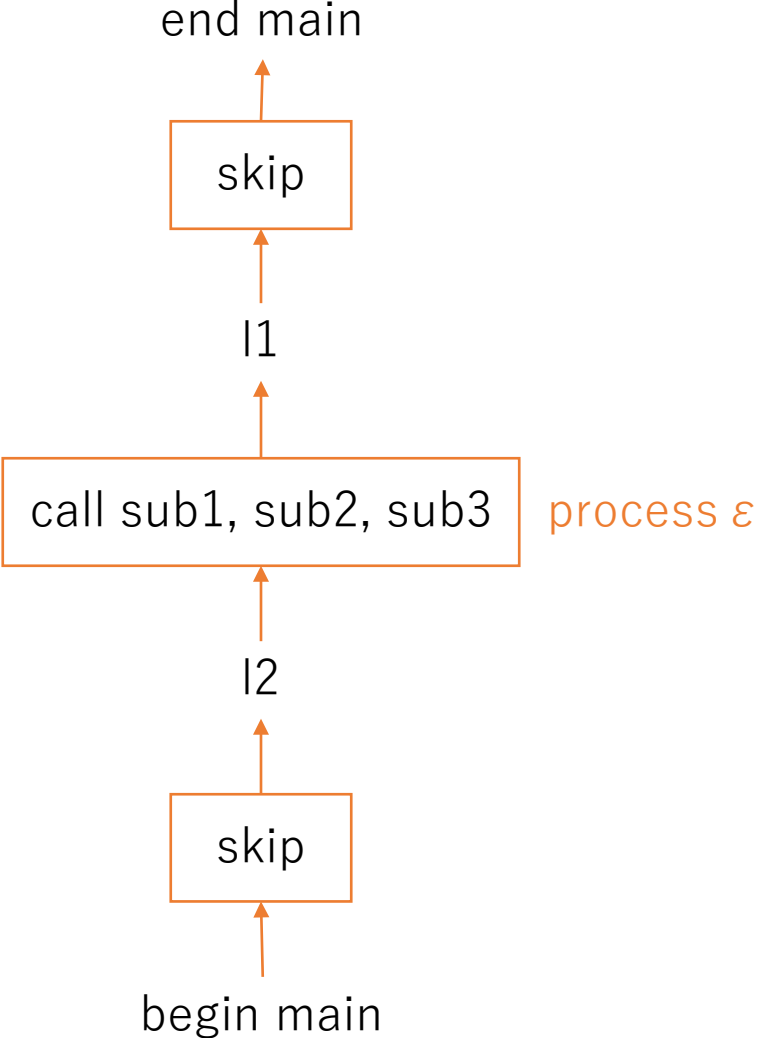 end main
skip
l1
call sub1, sub2, sub3
process ε
l2
skip
begin main